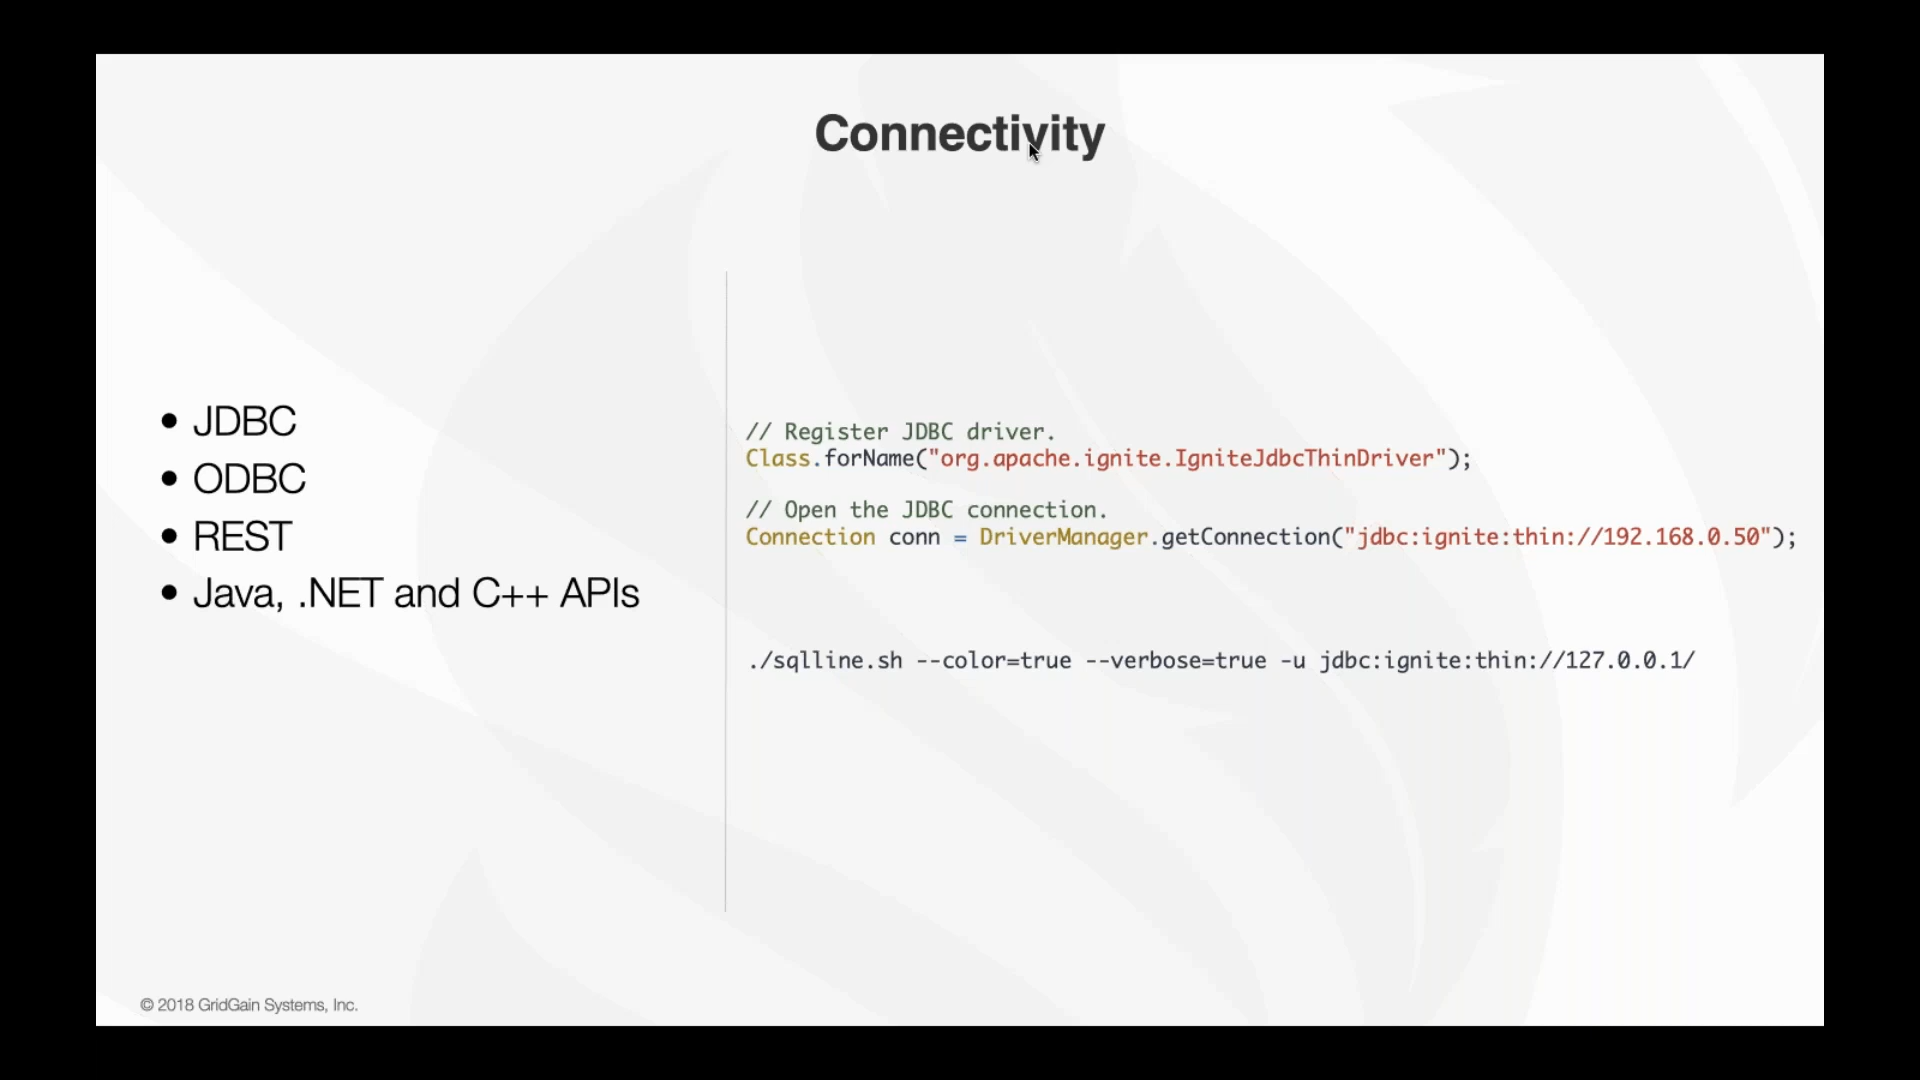 Connectivity
• JDBC
• ODBC
• REST
• Java, .NET and C++ APIs
// Register JDBC driver.
Class.forName("org.apache.ignite.IgniteJdbcThinDriver");
// Open the JDBC connection.
Connection conn = DriverManager.getConnection("jdbc:ignite:thin://192.168.0.50");
./sqlline.sh --color=true --verbose=true -u jdbc:ignite:thin://127.0.0.1/
© 2018 GridGain Systems, Inc.